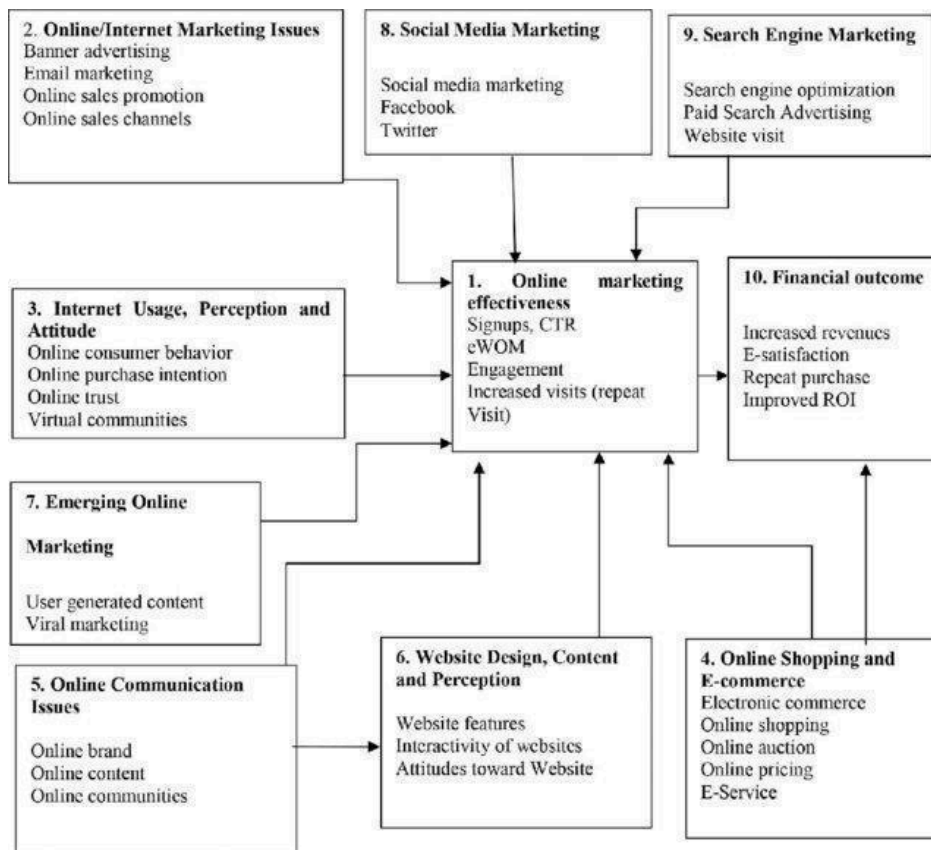 2. Online/Internet Marketing Issues
Banner advertising
Email marketing
Online sales promotion
Online sales channels
8. Social Media Marketing
Social media marketing
Facebook
Twitter
9. Search Engine Marketing
Search engine optimization
Paid Search Advertising
Website visit
3. Internet Usage, Perception and
Attitude
Online consumer behavior
Online purchase intention
Online trust
Virtual communities
1. Online marketing
effectiveness
Signups, CTR
eWOM
Engagement
Increased visits (repeat
Visit)
10. Financial outcome
Increased revenues
E-satisfaction
Repeat purchase
Improved ROI
7. Emerging Online
Marketing
User generated content
Viral marketing
5. Online Communication
Issues
Online brand
Online content
Online communities
6. Website Design, Content
and Perception
Website features
Interactivity of websites
Attitudes toward Website
4. Online Shopping and
E-commerce
Electronic commerce
Online shopping
Online auction
Online pricing
E-Service